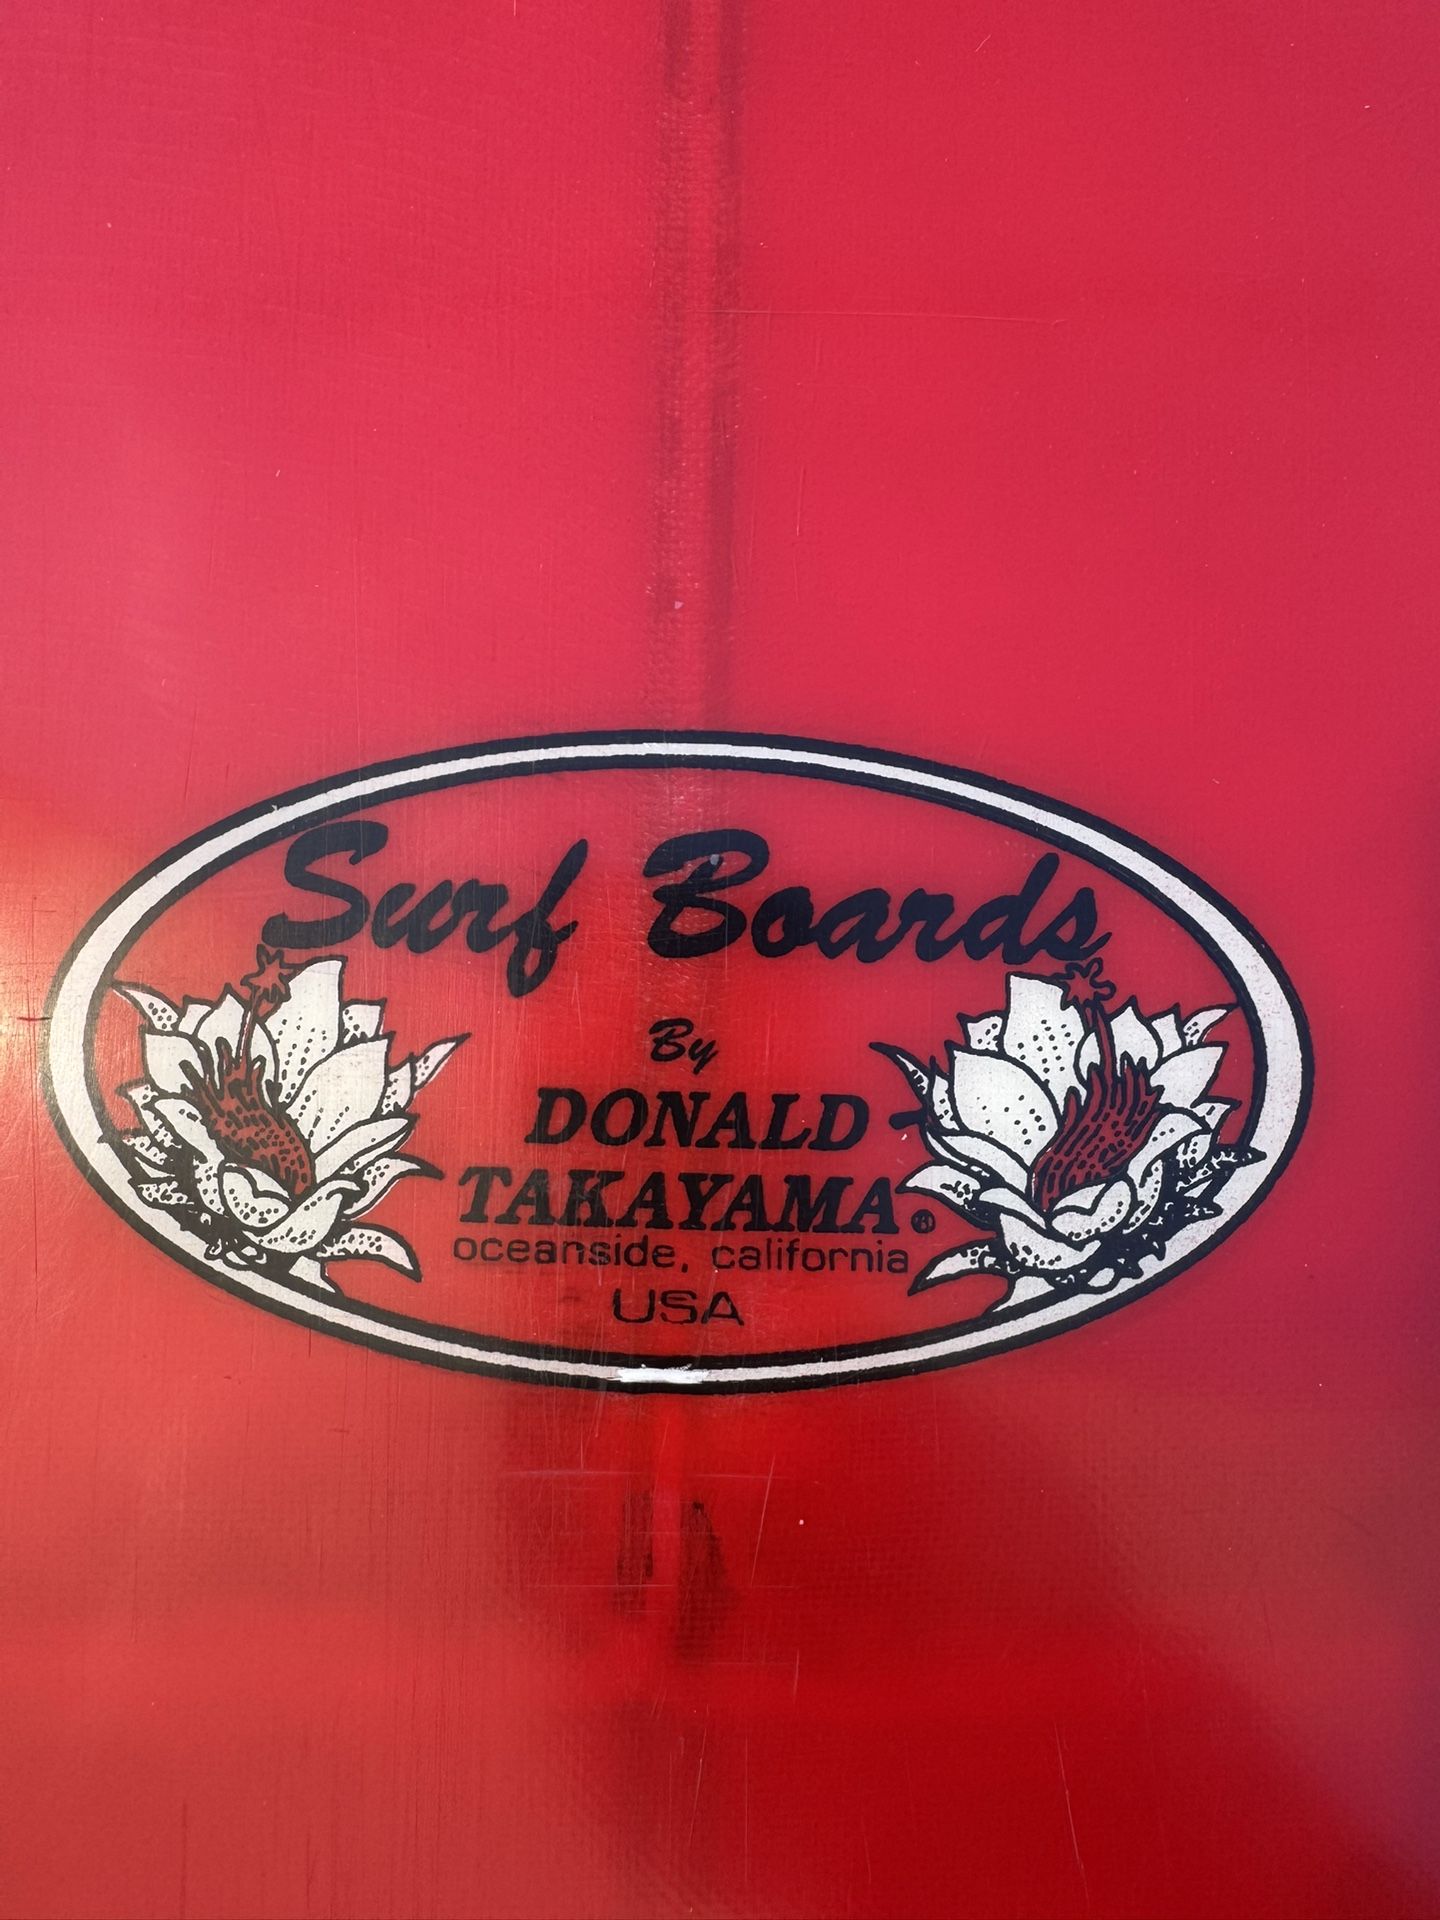 Surf Boards
By
DONALD
TAKAYAMA®
oceanside, california
USA